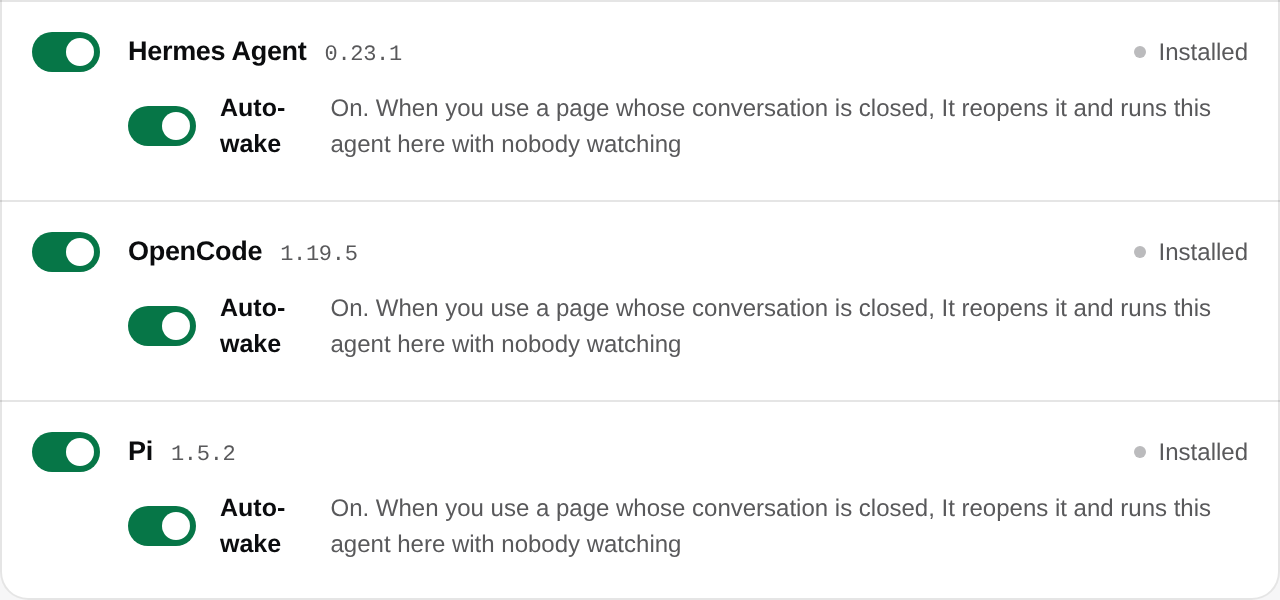 Hermes Agent 0.23.1 Installed
Auto- On. When you use a page whose conversation is closed, It reopens it and runs this
wake agent here with nobody watching
OpenCode 1.19.5 Installed
Auto- On. When you use a page whose conversation is closed, It reopens it and runs this
wake agent here with nobody watching
Pi 1.5.2 Installed
Auto- On. When you use a page whose conversation is closed, It reopens it and runs this
wake agent here with nobody watching